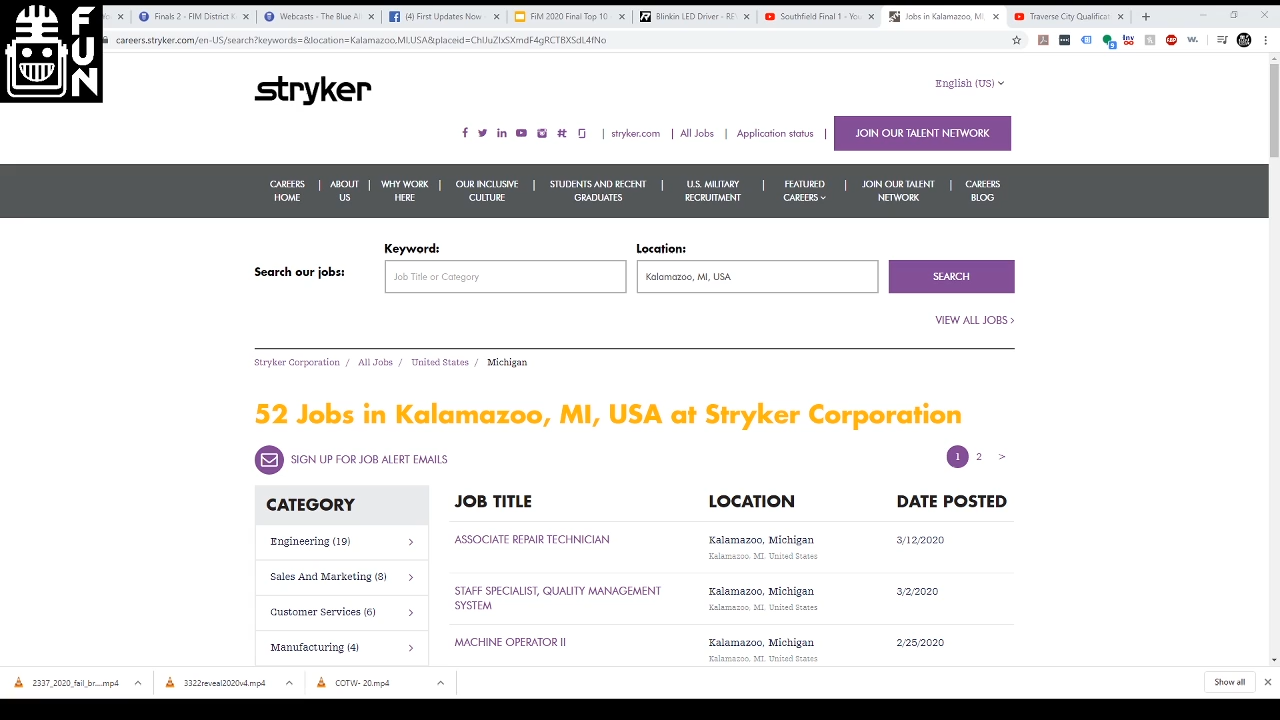 Finals 2 - FIM District K
Webcasts - The Blue Al
(4) First Updates Now
FiM 2020 Final Top 10 -
Blinkin LED Driver - RE
Southfield Final 1 - You
Jobs in Kalamazoo, MI,
Traverse City Qualificat
careers.stryker.com/en-US/search?keywords=&location=Kalamazoo,MI,USA&placeid=ChIJuZlxSXmdF4gRCTBXSdL4fNo
FUN
stryker
English (US)
stryker.com | All Jobs | Application status |
JOIN OUR TALENT NETWORK
CAREERS HOME | ABOUT US | WHY WORK HERE | OUR INCLUSIVE CULTURE | STUDENTS AND RECENT GRADUATES | U.S. MILITARY RECRUITMENT | FEATURED CAREERS | JOIN OUR TALENT NETWORK | CAREERS BLOG
Keyword: Location:
Search our jobs: Job Title or Category Kalamazoo, MI, USA SEARCH
VIEW ALL JOBS >
Stryker Corporation / All Jobs / United States / Michigan
52 Jobs in Kalamazoo, MI, USA at Stryker Corporation
SIGN UP FOR JOB ALERT EMAILS
1 2 >
CATEGORY
Engineering (19)
Sales And Marketing (8)
Customer Services (6)
Manufacturing (4)
JOB TITLE LOCATION DATE POSTED
ASSOCIATE REPAIR TECHNICIAN Kalamazoo, Michigan 3/12/2020
Kalamazoo, MI, United States
STAFF SPECIALIST, QUALITY MANAGEMENT SYSTEM Kalamazoo, Michigan 3/2/2020
Kalamazoo, MI, United States
MACHINE OPERATOR II Kalamazoo, Michigan 2/25/2020
Kalamazoo, MI, United States
2337_2020_fail_br....mp4
3322reveal2020v4.mp4
COTW- 20.mp4
Show all